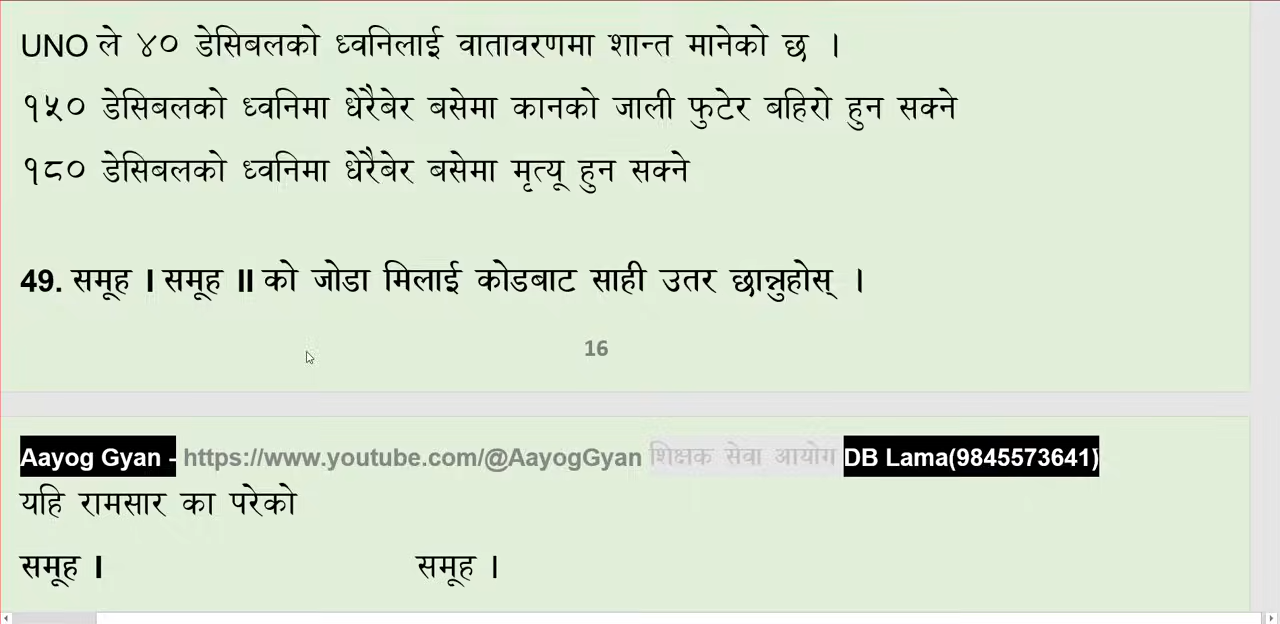 UNO ले ४० डेसिबलको ध्वनिलाई वातावरणमा शान्त मानेको छ ।
१५० डेसिबलको ध्वनिमा धेरैबेर बसेमा कानको जाली फुटेर बहिरो हुन सक्ने
१८० डेसिबलको ध्वनिमा धेरैबेर बसेमा मृत्यू हुन सक्ने
49. समूह I समूह II को जोडा मिलाई कोडबाट साही उतर छान्नुहोस् ।
16
Aayog Gyan - https://www.youtube.com/@AayogGyan शिक्षक सेवा आयोग DB Lama(9845573641)
यहि रामसार का परेको
समूह I समूह ।